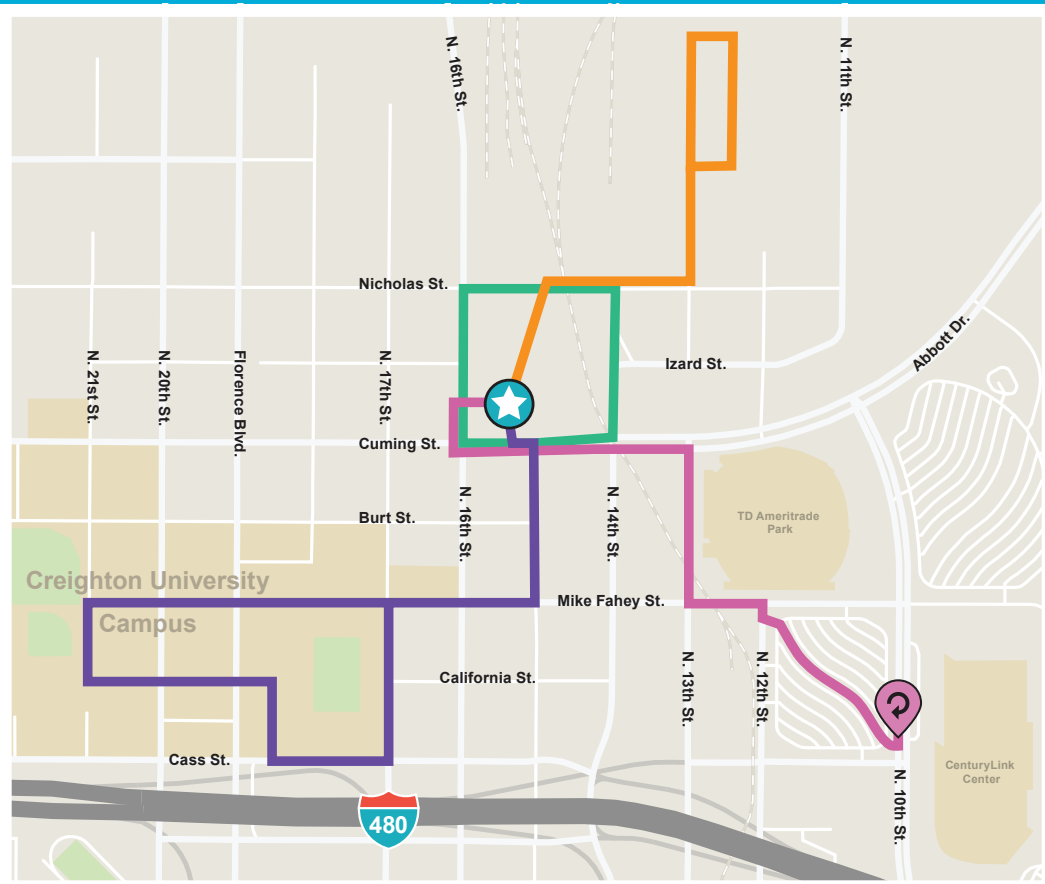 N. 16th St.
N. 11th St.
Nicholas St.
Abbott Dr.
N. 21st St.
N. 20th St.
Florence Blvd.
N. 17th St.
Izard St.
Cuming St.
N. 16th St.
N. 14th St.
Burt St.
TD Ameritrade
Park
Creighton University
Campus
Mike Fahey St.
California St.
N. 13th St.
N. 12th St.
Cass St.
CenturyLink
Center
N. 10th St.
480